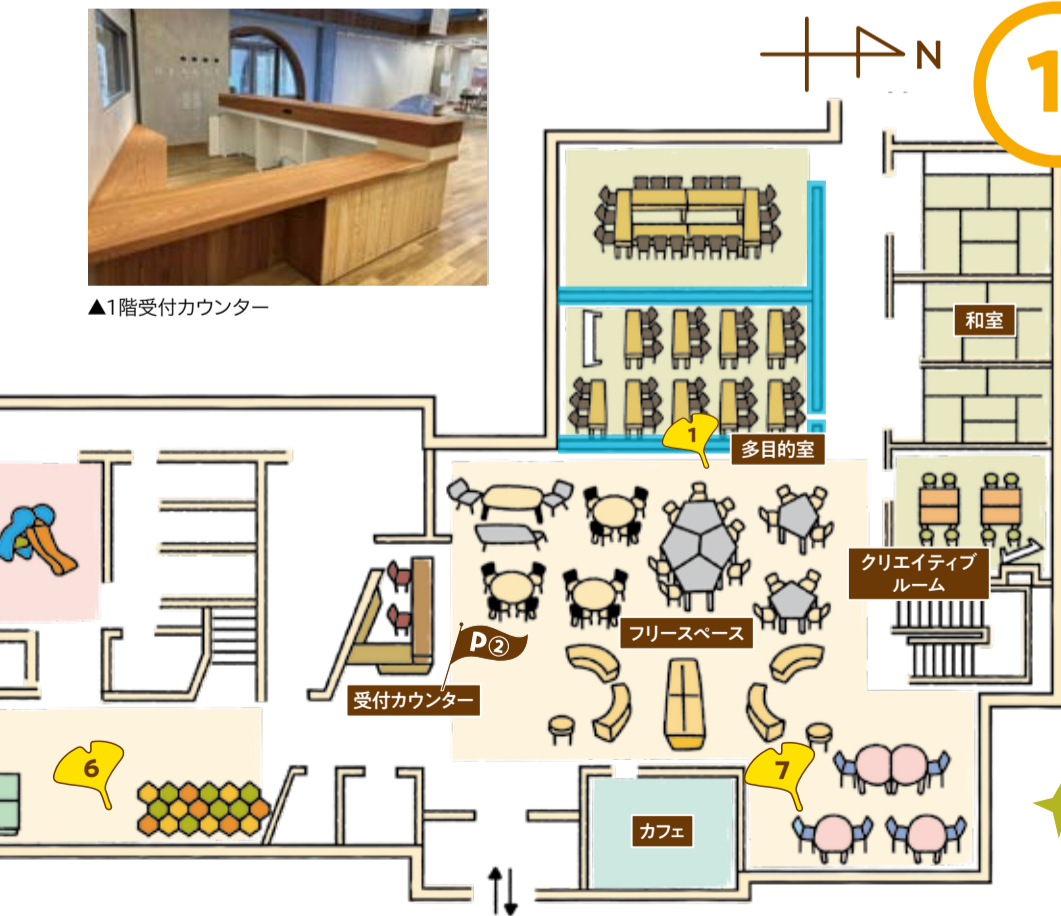 N
1
▲1階受付カウンター
和室
1
多目的室
クリエイティブ
ルーム
フリースペース
P②
受付カウンター
6
7
カフェ